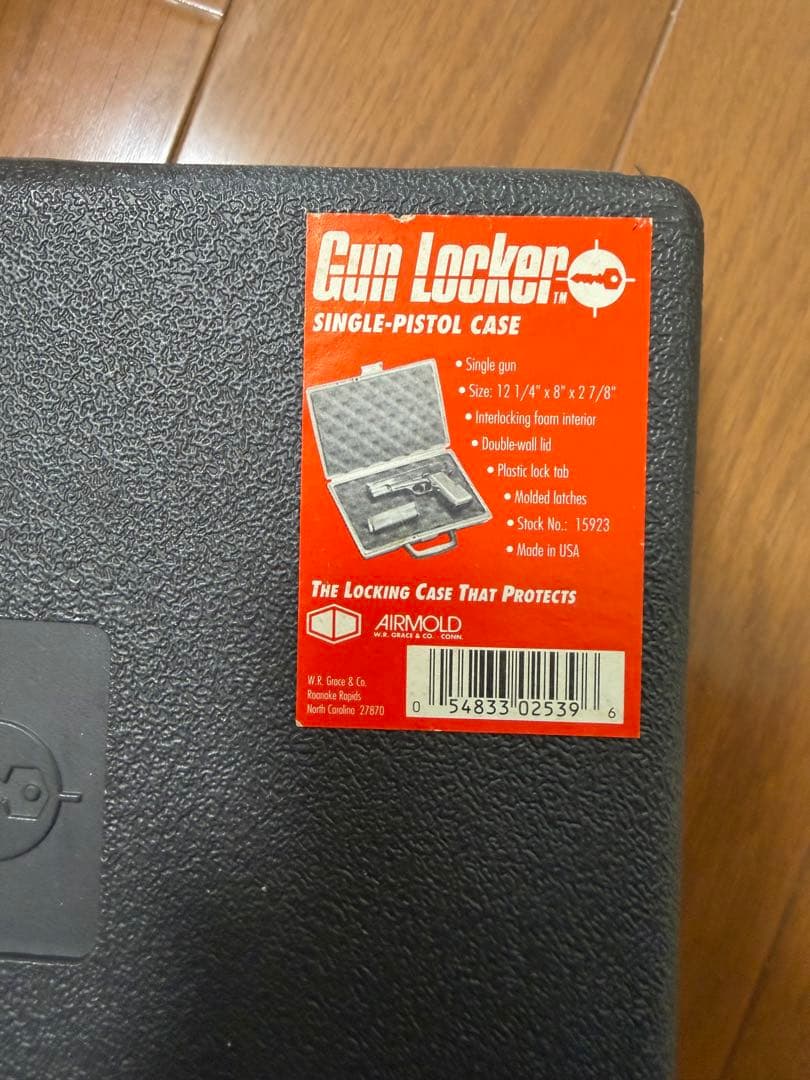 Gun Locker™
SINGLE-PISTOL CASE
• Single gun
• Size: 12 1/4" x 8" x 2 7/8"
• Interlocking foam interior
• Double-wall lid
• Plastic lock tab
• Molded latches
• Stock No.: 15923
• Made in USA
THE LOCKING CASE THAT PROTECTS
AIRMOLD
W.R. GRACE & CO. - CONN.
W.R. Grace & Co.
Roanoke Rapids
North Carolina 27870
0 54833 02539 6